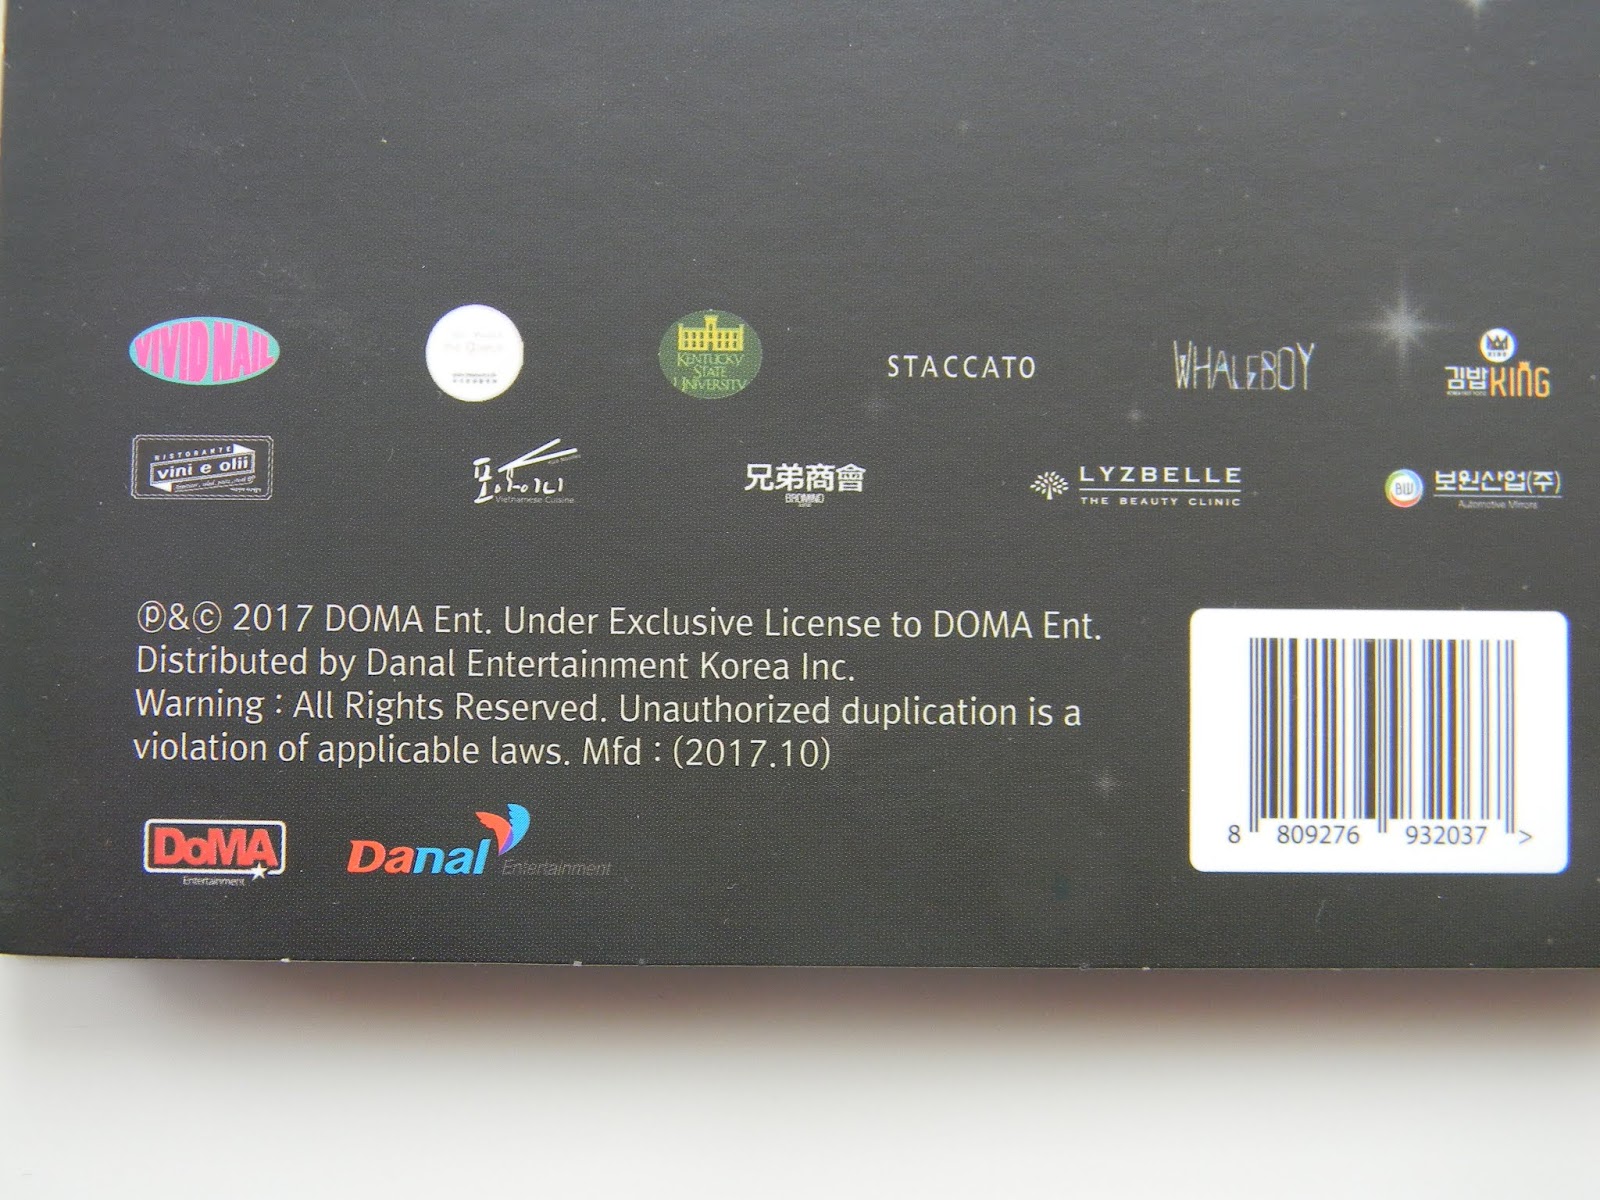 VIVID NAIL
KENTUCKY
STATE
UNIVERSITY
STACCATO
WHALEBOY
김밥KING
RISTORANTE
vini e olii
포하이니
Vietnamese Cuisine
兄弟商會
LYZBELLE
THE BEAUTY CLINIC
BW 보원산업(주)
Automotive Mirrors
ⓟ&ⓒ 2017 DOMA Ent. Under Exclusive License to DOMA Ent.
Distributed by Danal Entertainment Korea Inc.
Warning : All Rights Reserved. Unauthorized duplication is a
violation of applicable laws. Mfd : (2017.10)
8 809276 932037 >
DoMA
Entertainment
Danal Entertainment